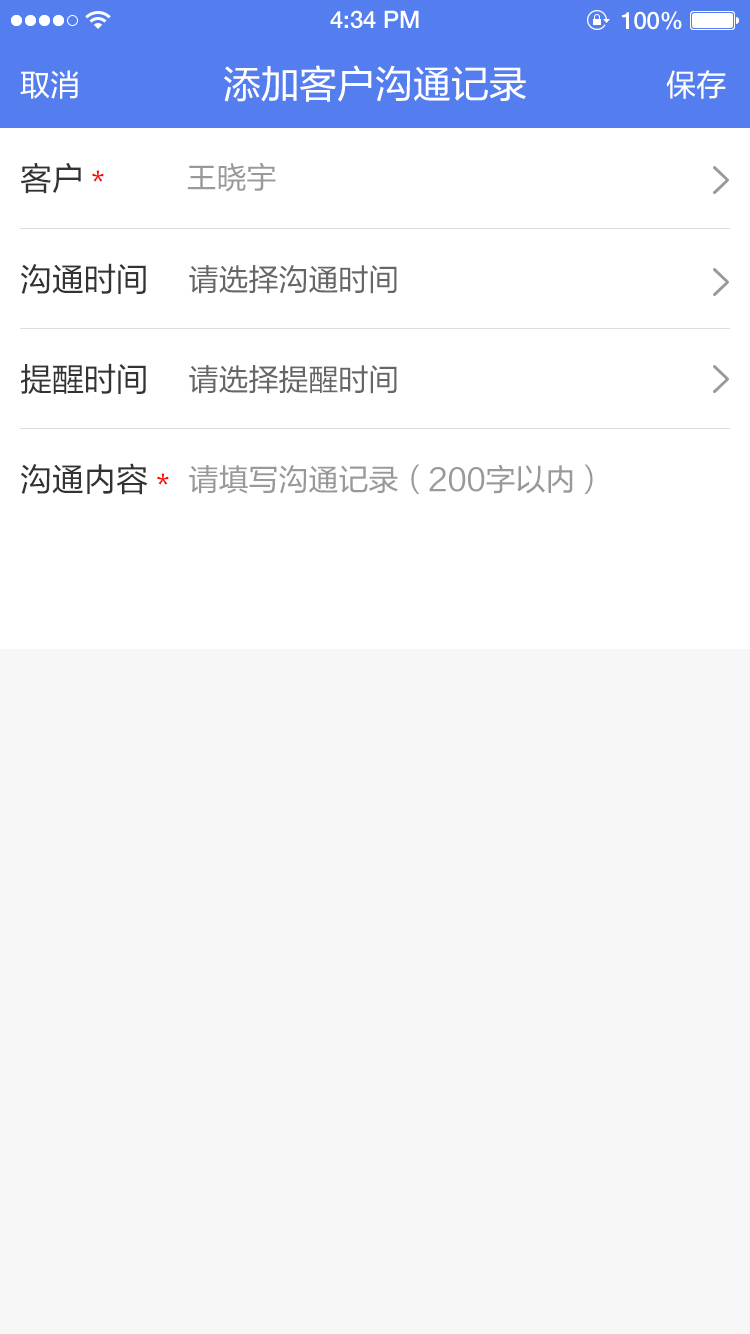 4:34 PM 100%
取消 添加客户沟通记录 保存
客户 * 王晓宇
沟通时间 请选择沟通时间
提醒时间 请选择提醒时间
沟通内容 * 请填写沟通记录（200字以内）